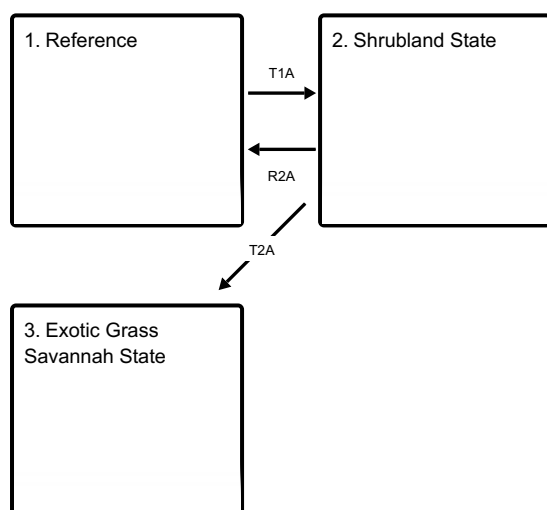 1. Reference
2. Shrubland State
T1A
R2A
T2A
3. Exotic Grass
Savannah State